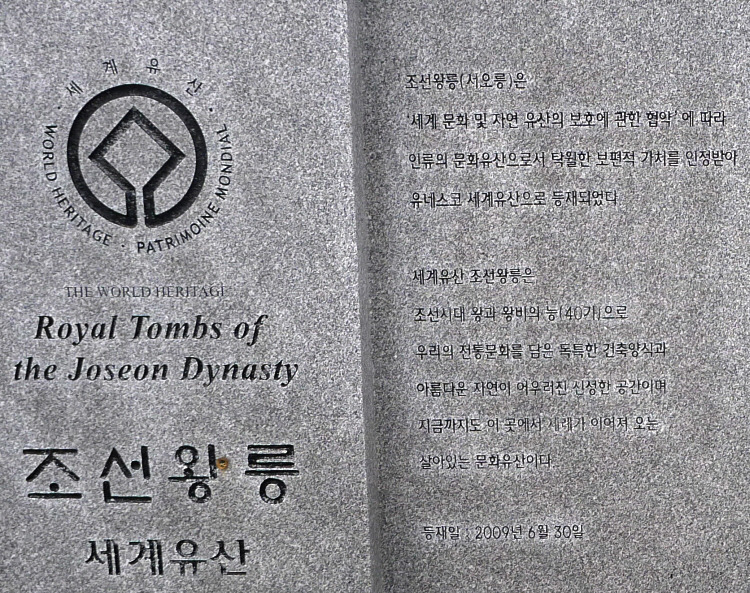 · 세계유산 ·
WORLD HERITAGE · PATRIMOINE MONDIAL
THE WORLD HERITAGE
Royal Tombs of
the Joseon Dynasty
조선왕릉
세계유산
조선왕릉(서오릉)은
'세계 문화 및 자연 유산의 보호에 관한 협약'에 따라
인류의 문화유산으로서 탁월한 보편적 가치를 인정받아
유네스코 세계유산으로 등재되었다
세계유산 조선왕릉은
조선시대 왕과 왕비의 능(40기)으로
우리의 전통문화를 담은 독특한 건축양식과
아름다운 자연이 어우러진 신성한 공간이며
지금까지도 이 곳에서 제례가 이어져 오는
살아있는 문화유산이다
등재일 : 2009년 6월 30일